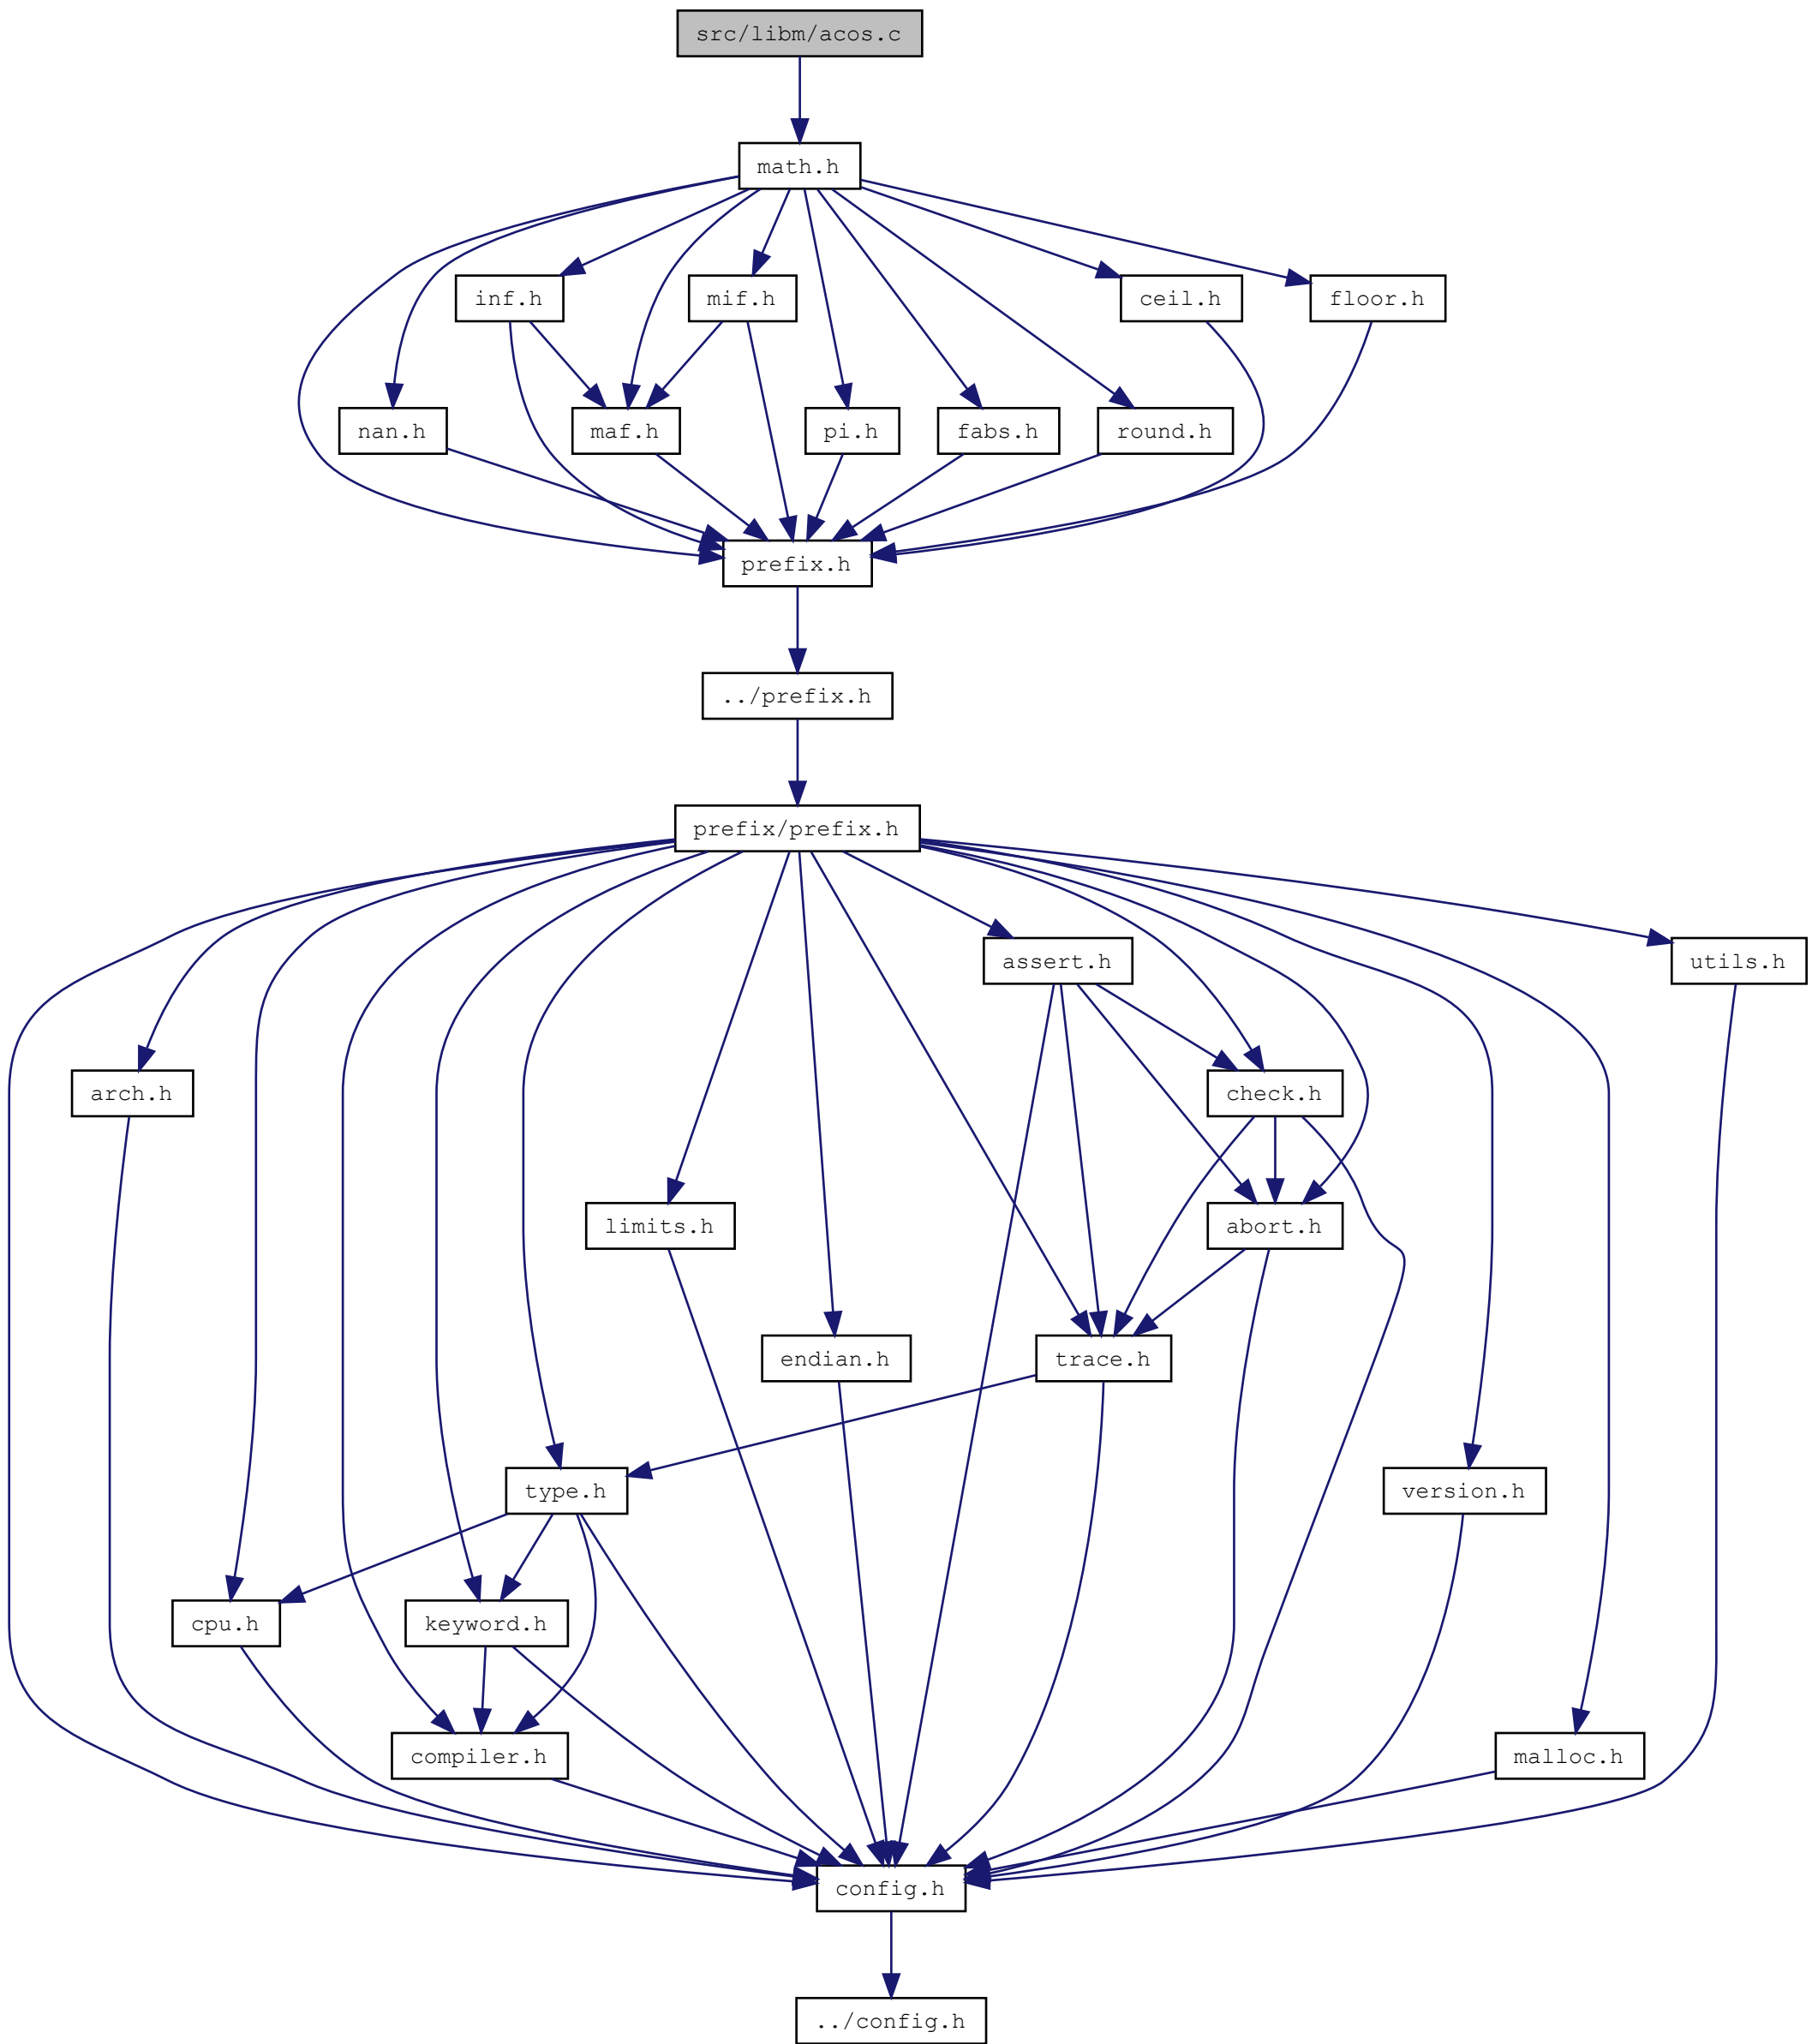 src/libm/acos.c
math.h
inf.h
mif.h
ceil.h
floor.h
nan.h
maf.h
pi.h
fabs.h
round.h
prefix.h
../prefix.h
prefix/prefix.h
assert.h
utils.h
arch.h
check.h
limits.h
abort.h
endian.h
trace.h
type.h
version.h
cpu.h
keyword.h
compiler.h
malloc.h
config.h
../config.h